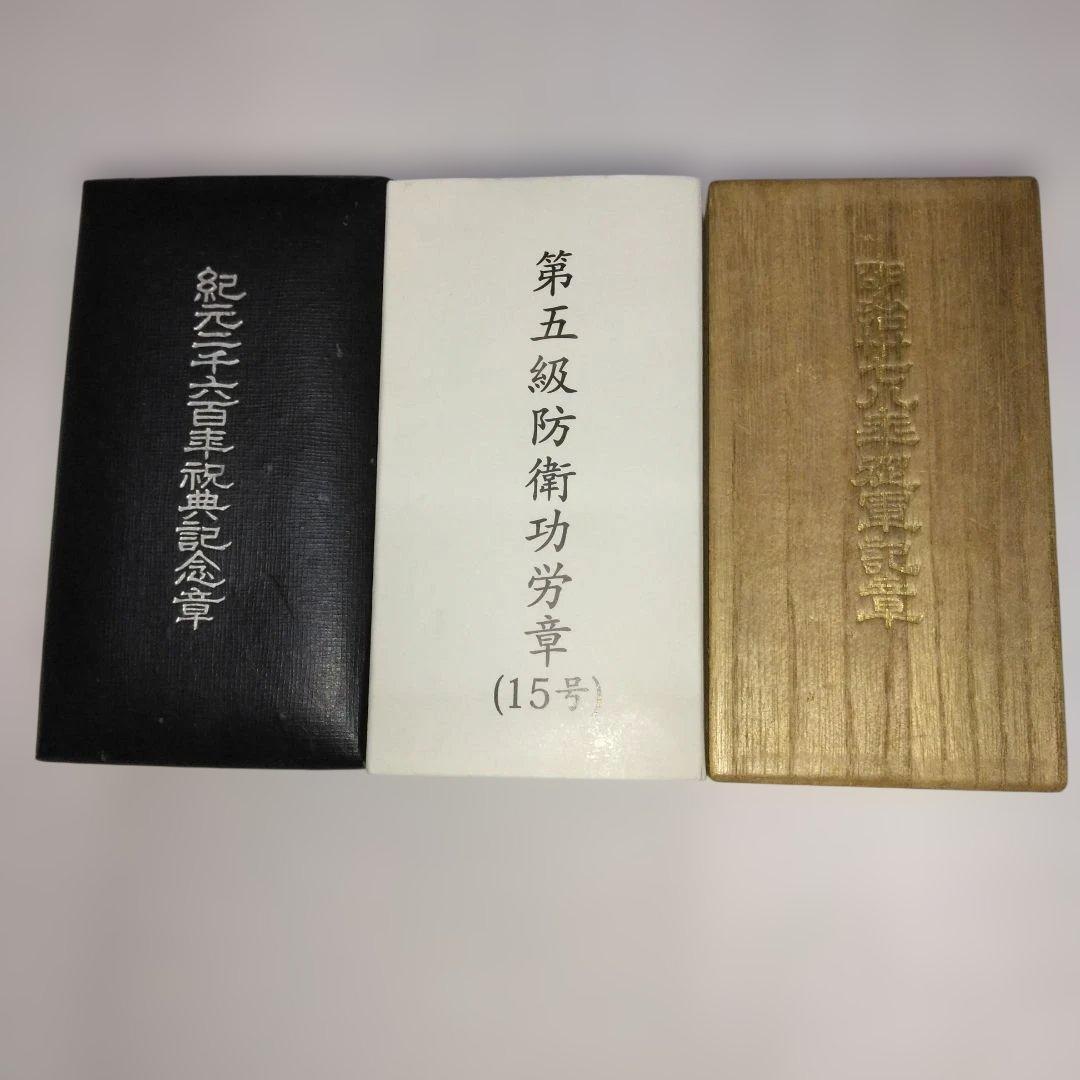 紀元二千六百年祝典記念章
第五級防衛功労章
(15号)
明治卅七八年從軍記章